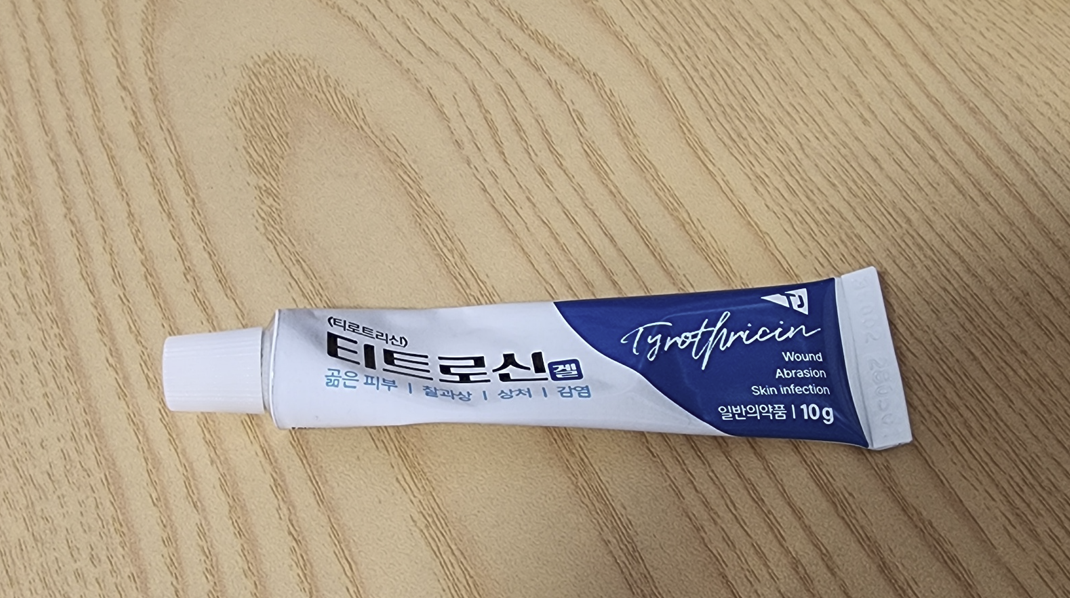 (티로트리신)
티트로신겔
곪은 피부 | 찰과상 | 상처 | 감염
Tyrothricin
Wound
Abrasion
Skin infection
일반의약품 | 10g